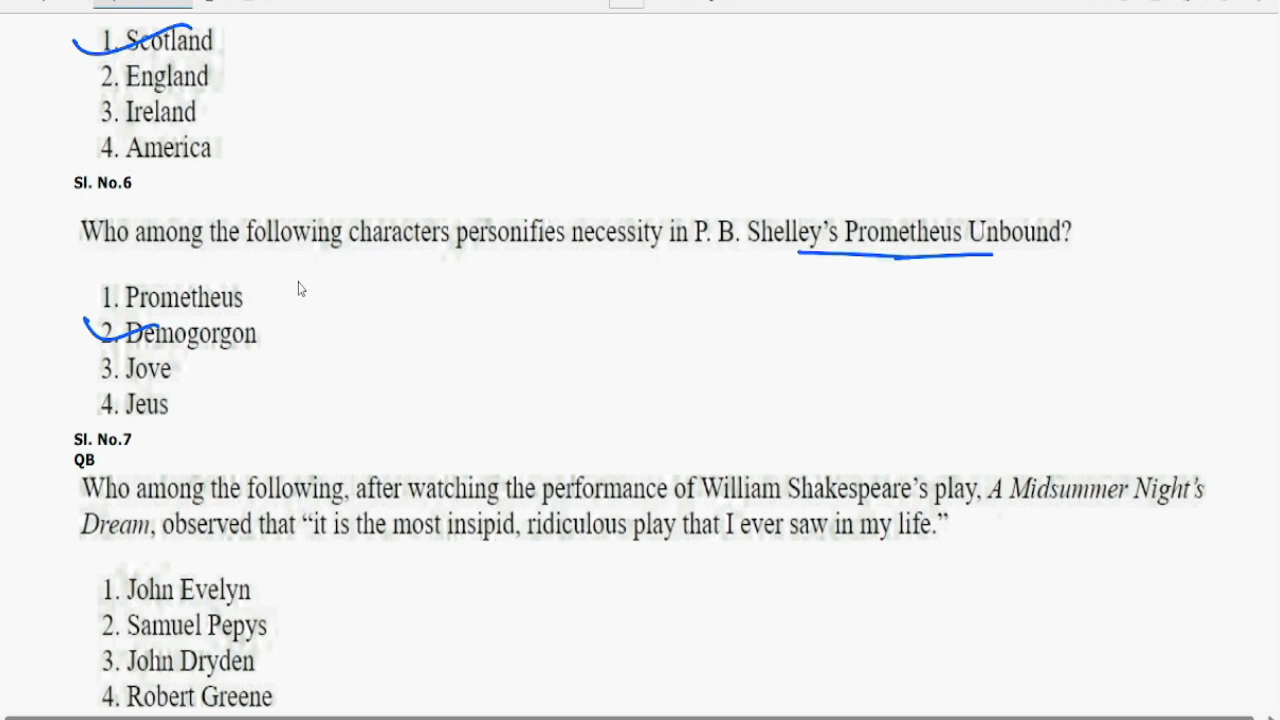 1. Scotland
2. England
3. Ireland
4. America
Sl. No.6
Who among the following characters personifies necessity in P. B. Shelley’s Prometheus Unbound?
1. Prometheus
2. Demogorgon
3. Jove
4. Jeus
Sl. No.7
QB
Who among the following, after watching the performance of William Shakespeare’s play, A Midsummer Night’s
Dream, observed that “it is the most insipid, ridiculous play that I ever saw in my life.”
1. John Evelyn
2. Samuel Pepys
3. John Dryden
4. Robert Greene